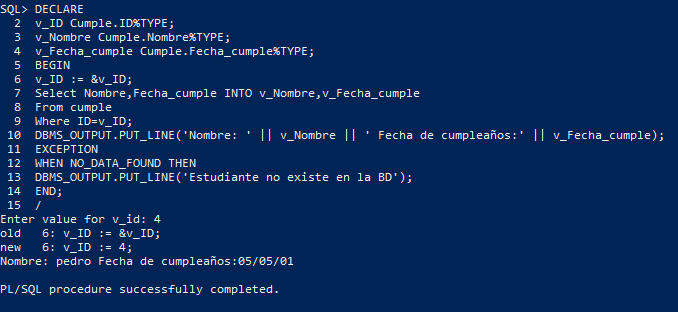 SQL> DECLARE
  2  v_ID Cumple.ID%TYPE;
  3  v_Nombre Cumple.Nombre%TYPE;
  4  v_Fecha_cumple Cumple.Fecha_cumple%TYPE;
  5  BEGIN
  6  v_ID := &v_ID;
  7  Select Nombre,Fecha_cumple INTO v_Nombre,v_Fecha_cumple
  8  From cumple
  9  Where ID=v_ID;
 10  DBMS_OUTPUT.PUT_LINE('Nombre: ' || v_Nombre || ' Fecha de cumpleaños:' || v_Fecha_cumple);
 11  EXCEPTION
 12  WHEN NO_DATA_FOUND THEN
 13  DBMS_OUTPUT.PUT_LINE('Estudiante no existe en la BD');
 14  END;
 15  /
Enter value for v_id: 4
old   6: v_ID := &v_ID;
new   6: v_ID := 4;
Nombre: pedro Fecha de cumpleaños:05/05/01
PL/SQL procedure successfully completed.